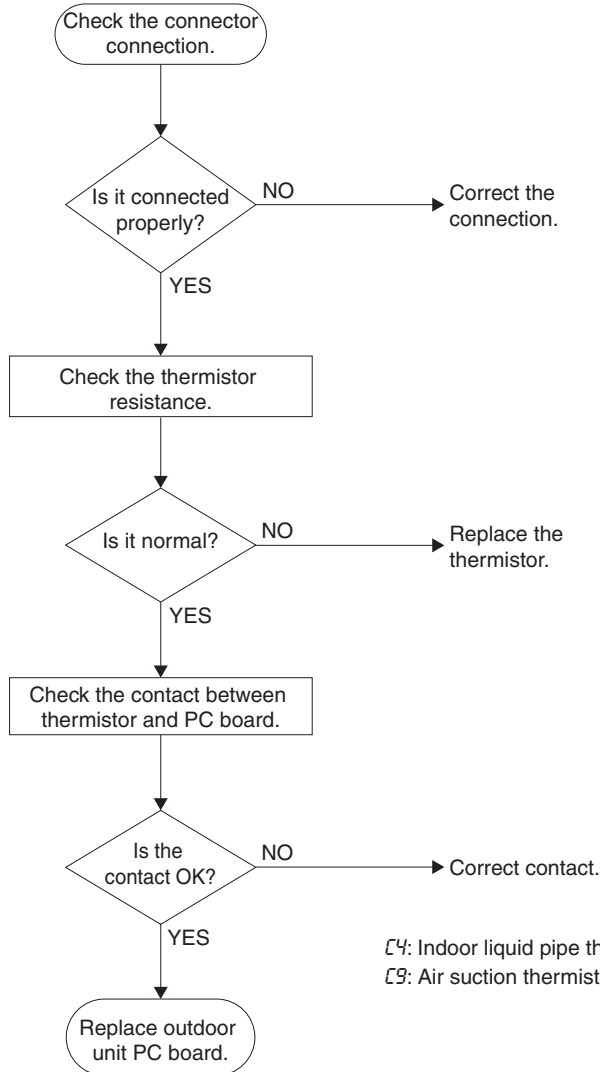 Check the connector
connection.
Is it connected
properly?
NO
Correct the
connection.
YES
Check the thermistor
resistance.
Is it normal?
NO
Replace the
thermistor.
YES
Check the contact between
thermistor and PC board.
Is the
contact OK?
NO
Correct contact.
YES
C4: Indoor liquid pipe th
C9: Air suction thermist
Replace outdoor
unit PC board.